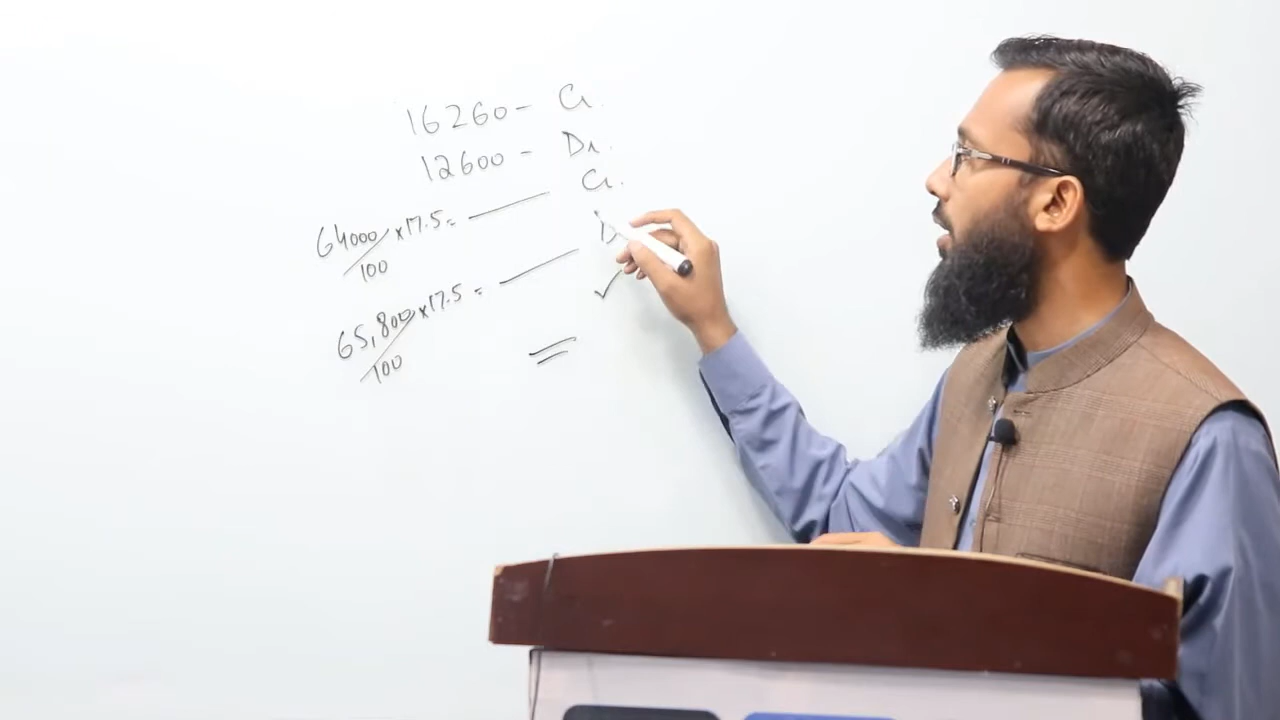 16260 - Cr.
12600 - Dr.
64000/100 x 17.5 = Cr.
65,800/100 x 17.5 = D